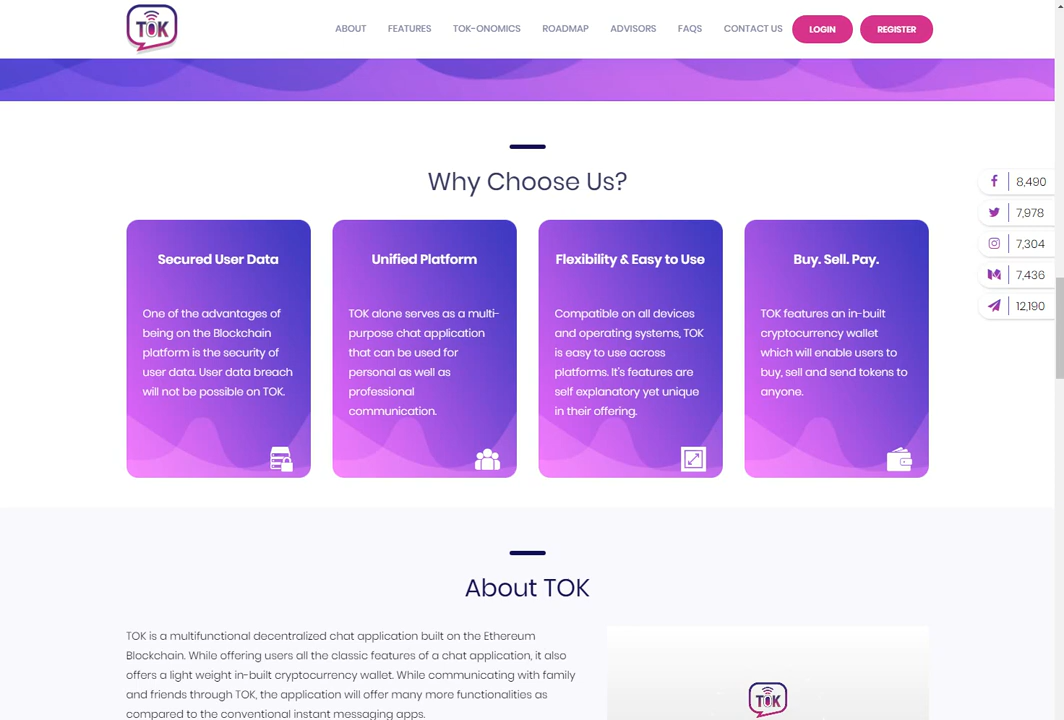 TOK
ABOUT
FEATURES
TOK-ONOMICS
ROADMAP
ADVISORS
FAQS
CONTACT US
LOGIN
REGISTER
Why Choose Us?
8,490
7,978
7,304
7,436
12,190
Secured User Data
One of the advantages of
being on the Blockchain
platform is the security of
user data. User data breach
will not be possible on TOK.
Unified Platform
TOK alone serves as a multi-
purpose chat application
that can be used for
personal as well as
professional
communication.
Flexibility & Easy to Use
Compatible on all devices
and operating systems, TOK
is easy to use across
platforms. It's features are
self explanatory yet unique
in their offering.
Buy. Sell. Pay.
TOK features an in-built
cryptocurrency wallet
which will enable users to
buy, sell and send tokens to
anyone.
About TOK
TOK is a multifunctional decentralized chat application built on the Ethereum
Blockchain. While offering users all the classic features of a chat application, it also
offers a light weight in-built cryptocurrency wallet. While communicating with family
and friends through TOK, the application will offer many more functionalities as
compared to the conventional instant messaging apps.
TOK